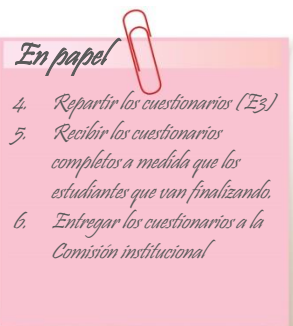 En papel
4. Repartir los cuestionarios (E3)
5. Recibir los cuestionarios
completos a medida que los
estudiantes que van finalizando.
6. Entregar los cuestionarios a la
Comisión institucional